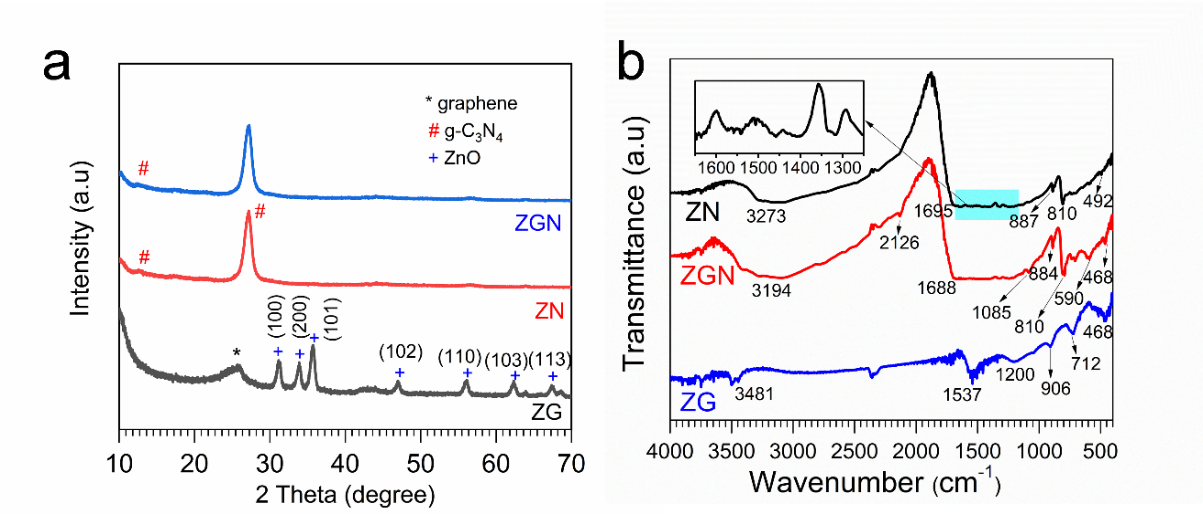 a
Intensity (a.u)
* graphene
# g-C₃N₄
+ ZnO
#
ZGN
#
#
ZN
*
(100)
(200)
(101)
(102)
(110)
(103)
(113)
+ + + + + + +
ZG
10 20 30 40 50 60 70
2 Theta (degree)
b
Transmittance (a.u)
1600 1500 1400 1300
ZN
3273
1695
887
810
492
ZGN
3194
2126
1688
1085
884
810
590
468
ZG
3481
1537
1200
906
712
468
4000 3500 3000 2500 2000 1500 1000 500
Wavenumber (cm⁻¹)